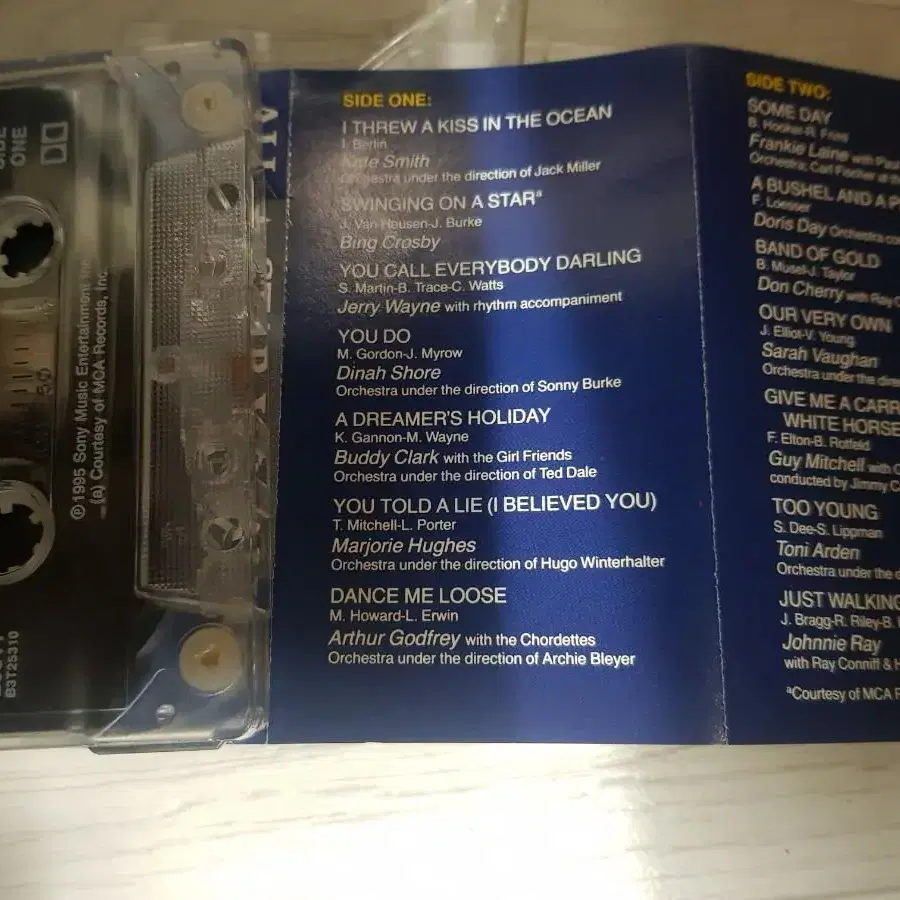 SIDE ONE
℗1995 Sony Music Entertainment
(a) Courtesy of MCA Records, Inc.
50
B3T25310
SIDE ONE:
I THREW A KISS IN THE OCEAN
I. Berlin
Kate Smith
Orchestra under the direction of Jack Miller
SWINGING ON A STARª
J. Van Heusen-J. Burke
Bing Crosby
YOU CALL EVERYBODY DARLING
S. Martin-B. Trace-C. Watts
Jerry Wayne with rhythm accompaniment
YOU DO
M. Gordon-J. Myrow
Dinah Shore
Orchestra under the direction of Sonny Burke
A DREAMER'S HOLIDAY
K. Gannon-M. Wayne
Buddy Clark with the Girl Friends
Orchestra under the direction of Ted Dale
YOU TOLD A LIE (I BELIEVED YOU)
T. Mitchell-L. Porter
Marjorie Hughes
Orchestra under the direction of Hugo Winterhalter
DANCE ME LOOSE
M. Howard-L. Erwin
Arthur Godfrey with the Chordettes
Orchestra under the direction of Archie Bleyer
SIDE TWO:
SOME DAY
B. Hooker-R. Friml
Frankie Laine with Paul
Orchestra, Carl Fischer at the
A BUSHEL AND A P
F. Loesser
Doris Day Orchestra co
BAND OF GOLD
B. Musel-J. Taylor
Don Cherry with Ray C
OUR VERY OWN
J. Elliot-V. Young
Sarah Vaughan
Orchestra under the dire
GIVE ME A CARR
WHITE HORSE
F. Elton-B. Rotfeld
Guy Mitchell with O
conducted by Jimmy C
TOO YOUNG
S. Dee-S. Lippman
Toni Arden
Orchestra under the d
JUST WALKING
J. Bragg-R. Riley-B.
Johnnie Ray
with Ray Conniff & H
ªCourtesy of MCA R